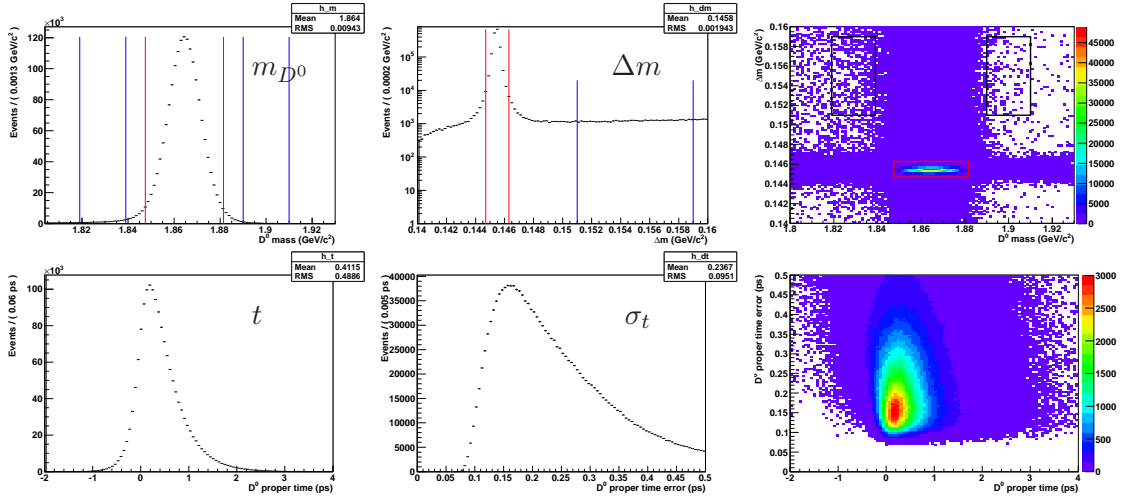 h_m
Mean 1.864
RMS 0.00943
×10³
Events / ( 0.0013 GeV/c² )
120
100
80
60
40
20
0
m_{D⁰}
1.82 1.84 1.86 1.88 1.9 1.92
D⁰ mass (GeV/c²)
h_dm
Mean 0.1458
RMS 0.001943
Events / ( 0.0002 GeV/c² )
10⁵
10⁴
10³
10²
10
1
Δm
0.14 0.142 0.144 0.146 0.148 0.15 0.152 0.154 0.156 0.158 0.16
Δm (GeV/c²)
Δm (GeV/c²)
0.16
0.158
0.156
0.154
0.152
0.15
0.148
0.146
0.144
0.142
0.14
1.8 1.82 1.84 1.86 1.88 1.9 1.92
D⁰ mass (GeV/c²)
45000
40000
35000
30000
25000
20000
15000
10000
5000
0
h_t
Mean 0.4115
RMS 0.4886
×10³
Events / ( 0.06 ps )
100
80
60
40
20
0
t
-2 -1 0 1 2 3 4
D⁰ proper time (ps)
h_dt
Mean 0.2367
RMS 0.0951
Events / ( 0.005 ps )
40000
35000
30000
25000
20000
15000
10000
5000
0
σ_t
0 0.05 0.1 0.15 0.2 0.25 0.3 0.35 0.4 0.45 0.5
D⁰ proper time error (ps)
D⁰ proper time error (ps)
0.5
0.45
0.4
0.35
0.3
0.25
0.2
0.15
0.1
0.05
0
-2 -1 0 1 2 3 4
D⁰ proper time (ps)
3000
2500
2000
1500
1000
500
0